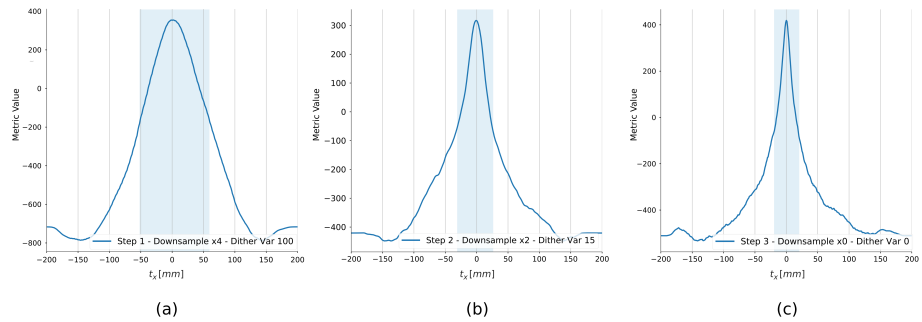 400
200
0
−200
−400
−600
−800
Metric Value
Step 1 - Downsample x4 - Dither Var 100
−200 −150 −100 −50 0 50 100 150 200
tx [mm]
(a)
300
200
100
0
−100
−200
−300
−400
Metric Value
Step 2 - Downsample x2 - Dither Var 15
−200 −150 −100 −50 0 50 100 150 200
tx [mm]
(b)
400
200
0
−200
−400
Metric Value
Step 3 - Downsample x0 - Dither Var 0
−200 −150 −100 −50 0 50 100 150 200
tx [mm]
(c)